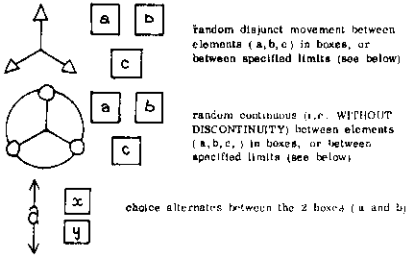 a b
random disjunct movement between
elements (a,b,c) in boxes, or
between specified limits (see below)
c
a b
random continuous (i.e. WITHOUT
DISCONTINUITY) between elements
(a,b,c,) in boxes, or between
specified limits (see below)
c
a x
choice alternates between the 2 boxes (a and b)
y